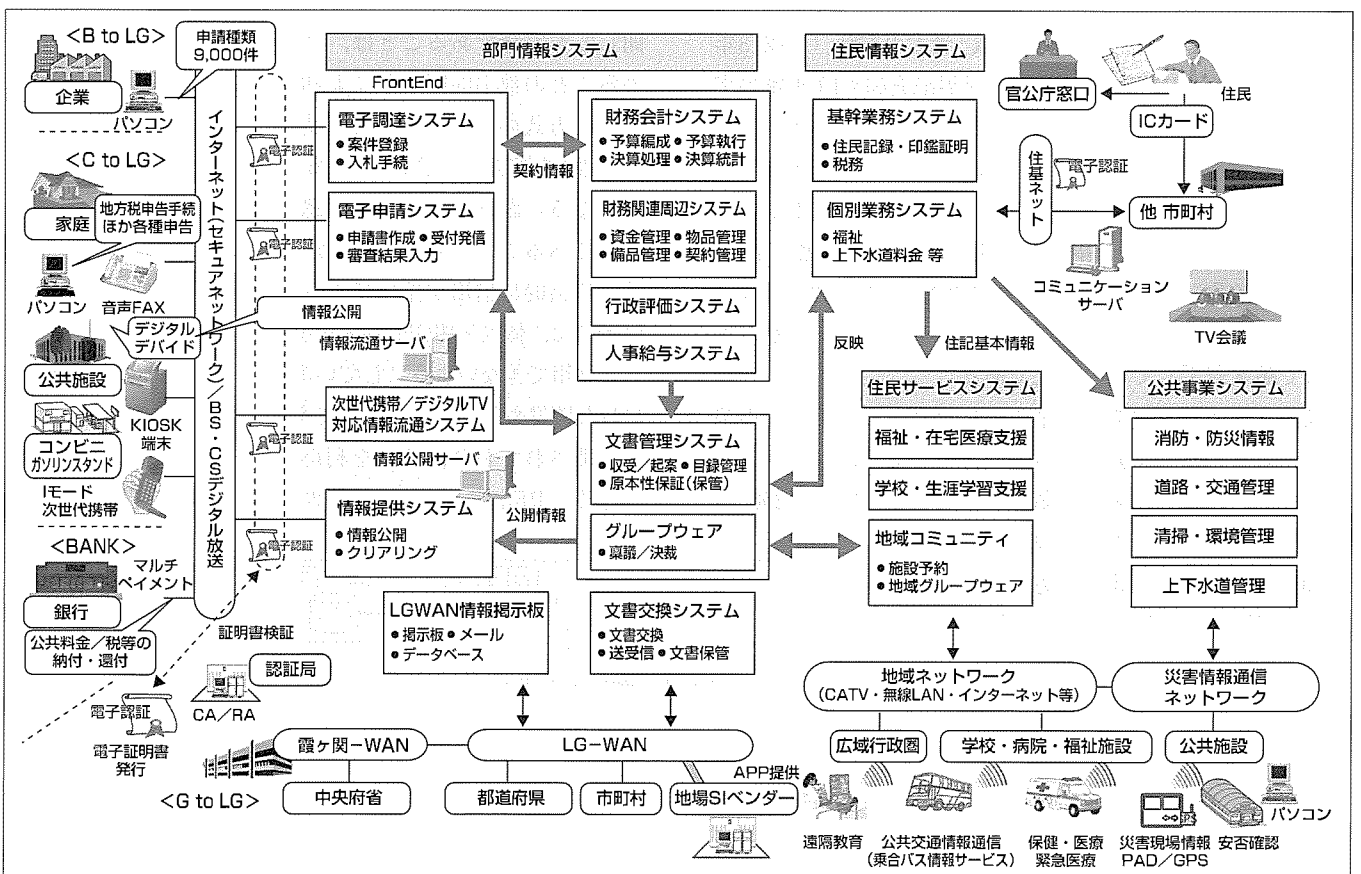 <B to LG>
申請種類
9,000件
企業
パソコン
<C to LG>
家庭
地方税申告手続
ほか各種申告
パソコン
音声FAX
デジタル
デバイド
情報公開
公共施設
KIOSK
端末
コンビニ
ガソリンスタンド
Iモード
次世代携帯
<BANK>
マルチ
ペイメント
銀行
公共料金/税等の
納付・還付
インターネット(セキュアネットワーク)/BS・CSデジタル放送
電子認証
電子認証
電子認証
電子認証
証明書検証
認証局
CA/RA
電子認証
電子証明書
発行
部門情報システム
FrontEnd
電子調達システム
●案件登録
●入札手続
電子申請システム
●申請書作成 ●受付発信
●審査結果入力
契約情報
情報流通サーバ
次世代携帯/デジタルTV
対応情報流通システム
情報公開サーバ
情報提供システム
●情報公開
●クリアリング
公開情報
財務会計システム
●予算編成 ●予算執行
●決算処理 ●決算統計
財務関連周辺システム
●資金管理 ●物品管理
●備品管理 ●契約管理
行政評価システム
人事給与システム
文書管理システム
●収受/起案 ●目録管理
●原本性保証(保管)
グループウェア
●稟議/決裁
LGWAN情報掲示板
●掲示板 ●メール
●データベース
文書交換システム
●文書交換
●送受信 ●文書保管
<G to LG>
霞ヶ関-WAN
LG-WAN
中央府省
都道府県
市町村
APP提供
地場SIベンダー
住民情報システム
基幹業務システム
●住民記録・印鑑証明
●税務
個別業務システム
●福祉
●上下水道料金 等
反映
住記基本情報
官公庁窓口
住民
ICカード
住基ネット
電子認証
他 市町村
コミュニケーション
サーバ
TV会議
住民サービスシステム
福祉・在宅医療支援
学校・生涯学習支援
地域コミュニティ
●施設予約
●地域グループウェア
公共事業システム
消防・防災情報
道路・交通管理
清掃・環境管理
上下水道管理
地域ネットワーク
(CATV・無線LAN・インターネット等)
災害情報通信
ネットワーク
広域行政圏
学校・病院・福祉施設
公共施設
遠隔教育
公共交通情報通信
(乗合バス情報サービス)
保健・医療
緊急医療
災害現場情報
PAD/GPS
安否確認
パソコン